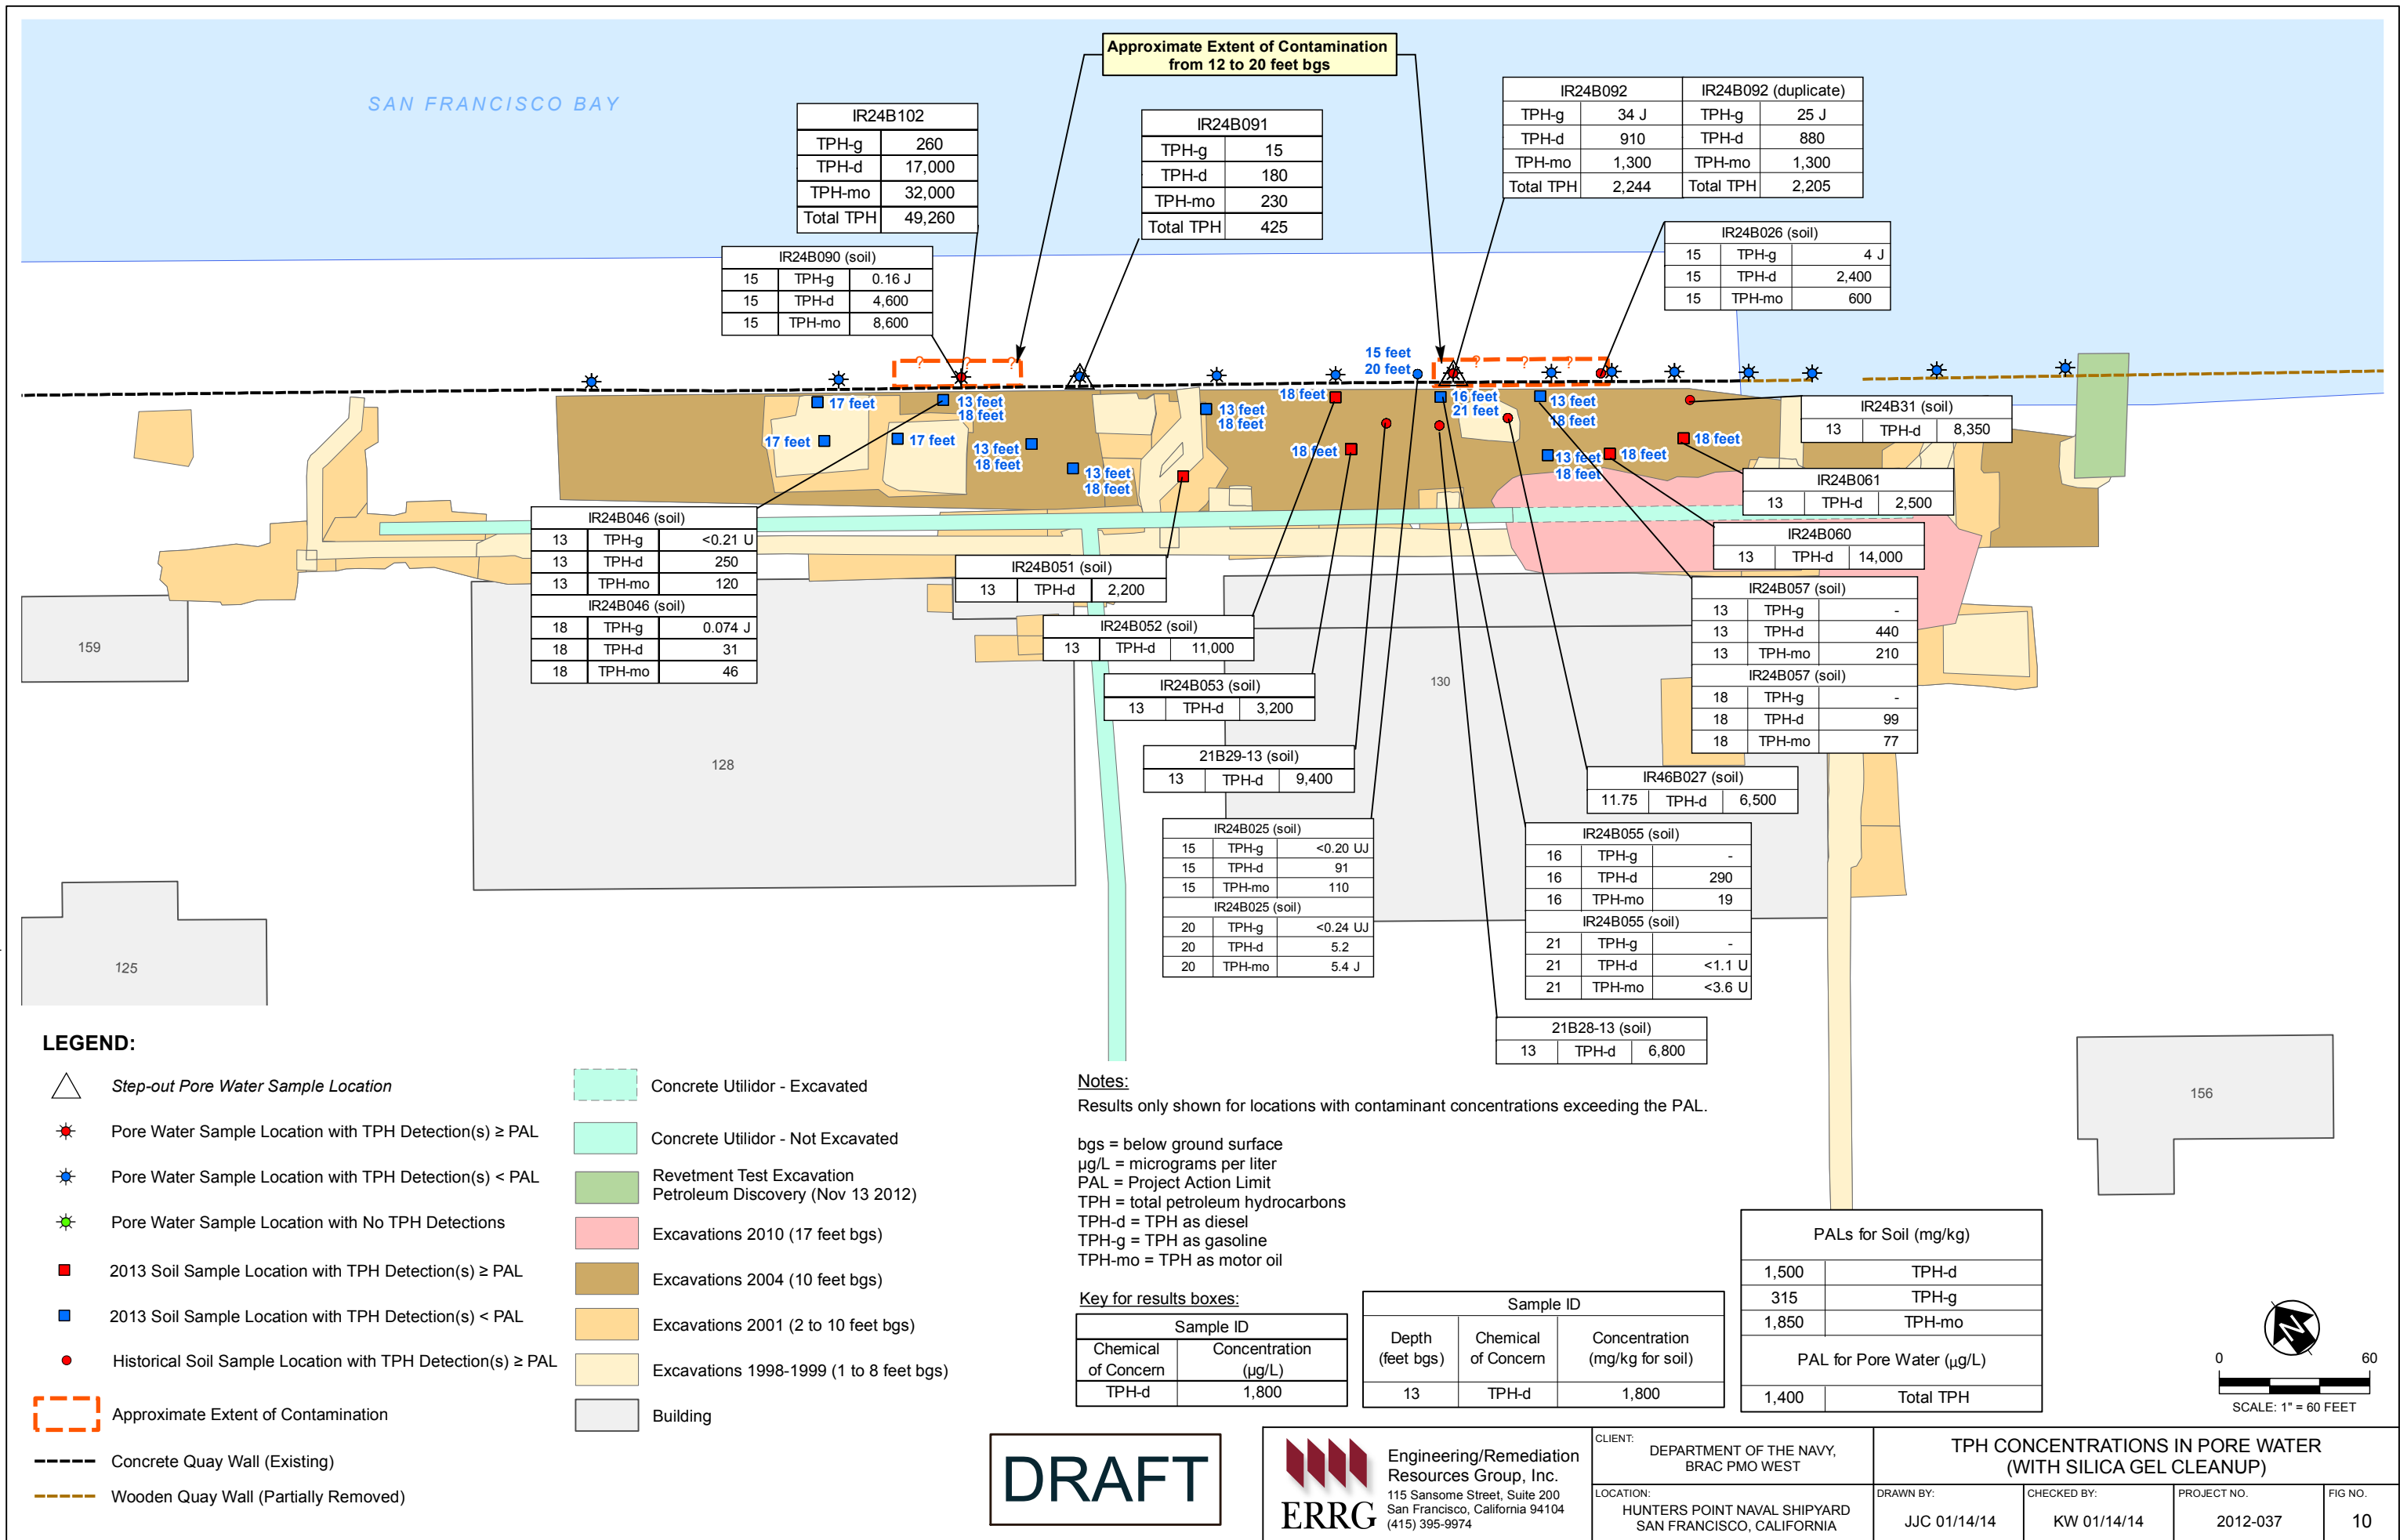 Approximate Extent of Contamination
from 12 to 20 feet bgs
SAN FRANCISCO BAY
IR24B102
TPH-g 260
TPH-d 17,000
TPH-mo 32,000
Total TPH 49,260
IR24B091
TPH-g 15
TPH-d 180
TPH-mo 230
Total TPH 425
IR24B092 IR24B092 (duplicate)
TPH-g 34 J TPH-g 25 J
TPH-d 910 TPH-d 880
TPH-mo 1,300 TPH-mo 1,300
Total TPH 2,244 Total TPH 2,205
IR24B090 (soil)
15 TPH-g 0.16 J
15 TPH-d 4,600
15 TPH-mo 8,600
IR24B026 (soil)
15 TPH-g 4 J
15 TPH-d 2,400
15 TPH-mo 600
? ? ?
15 feet
20 feet
? ? ?
17 feet
13 feet
18 feet
17 feet
17 feet
13 feet
18 feet
13 feet
18 feet
13 feet
18 feet
18 feet
18 feet
16 feet
21 feet
13 feet
18 feet
13 feet
18 feet
18 feet
18 feet
IR24B31 (soil)
13 TPH-d 8,350
IR24B061
13 TPH-d 2,500
IR24B060
13 TPH-d 14,000
IR24B046 (soil)
13 TPH-g <0.21 U
13 TPH-d 250
13 TPH-mo 120
IR24B046 (soil)
18 TPH-g 0.074 J
18 TPH-d 31
18 TPH-mo 46
IR24B051 (soil)
13 TPH-d 2,200
IR24B052 (soil)
13 TPH-d 11,000
IR24B053 (soil)
13 TPH-d 3,200
21B29-13 (soil)
13 TPH-d 9,400
IR24B057 (soil)
13 TPH-g -
13 TPH-d 440
13 TPH-mo 210
IR24B057 (soil)
18 TPH-g -
18 TPH-d 99
18 TPH-mo 77
IR46B027 (soil)
11.75 TPH-d 6,500
IR24B025 (soil)
15 TPH-g <0.20 UJ
15 TPH-d 91
15 TPH-mo 110
IR24B025 (soil)
20 TPH-g <0.24 UJ
20 TPH-d 5.2
20 TPH-mo 5.4 J
IR24B055 (soil)
16 TPH-g -
16 TPH-d 290
16 TPH-mo 19
IR24B055 (soil)
21 TPH-g -
21 TPH-d <1.1 U
21 TPH-mo <3.6 U
21B28-13 (soil)
13 TPH-d 6,800
159
128
130
125
156
LEGEND:
Step-out Pore Water Sample Location
Pore Water Sample Location with TPH Detection(s) ≥ PAL
Pore Water Sample Location with TPH Detection(s) < PAL
Pore Water Sample Location with No TPH Detections
2013 Soil Sample Location with TPH Detection(s) ≥ PAL
2013 Soil Sample Location with TPH Detection(s) < PAL
Historical Soil Sample Location with TPH Detection(s) ≥ PAL
Approximate Extent of Contamination
Concrete Quay Wall (Existing)
Wooden Quay Wall (Partially Removed)
Concrete Utilidor - Excavated
Concrete Utilidor - Not Excavated
Revetment Test Excavation
Petroleum Discovery (Nov 13 2012)
Excavations 2010 (17 feet bgs)
Excavations 2004 (10 feet bgs)
Excavations 2001 (2 to 10 feet bgs)
Excavations 1998-1999 (1 to 8 feet bgs)
Building
Notes:
Results only shown for locations with contaminant concentrations exceeding the PAL.
bgs = below ground surface
µg/L = micrograms per liter
PAL = Project Action Limit
TPH = total petroleum hydrocarbons
TPH-d = TPH as diesel
TPH-g = TPH as gasoline
TPH-mo = TPH as motor oil
Key for results boxes:
Sample ID
Chemical
of Concern
Concentration
(µg/L)
TPH-d 1,800
Sample ID
Depth
(feet bgs)
Chemical
of Concern
Concentration
(mg/kg for soil)
13 TPH-d 1,800
PALs for Soil (mg/kg)
1,500 TPH-d
315 TPH-g
1,850 TPH-mo
PAL for Pore Water (µg/L)
1,400 Total TPH
N
0 60
SCALE: 1" = 60 FEET
DRAFT
ERRG
Engineering/Remediation
Resources Group, Inc.
115 Sansome Street, Suite 200
San Francisco, California 94104
(415) 395-9974
CLIENT:
DEPARTMENT OF THE NAVY,
BRAC PMO WEST
LOCATION:
HUNTERS POINT NAVAL SHIPYARD
SAN FRANCISCO, CALIFORNIA
TPH CONCENTRATIONS IN PORE WATER
(WITH SILICA GEL CLEANUP)
DRAWN BY:
JJC 01/14/14
CHECKED BY:
KW 01/14/14
PROJECT NO.
2012-037
FIG NO.
10